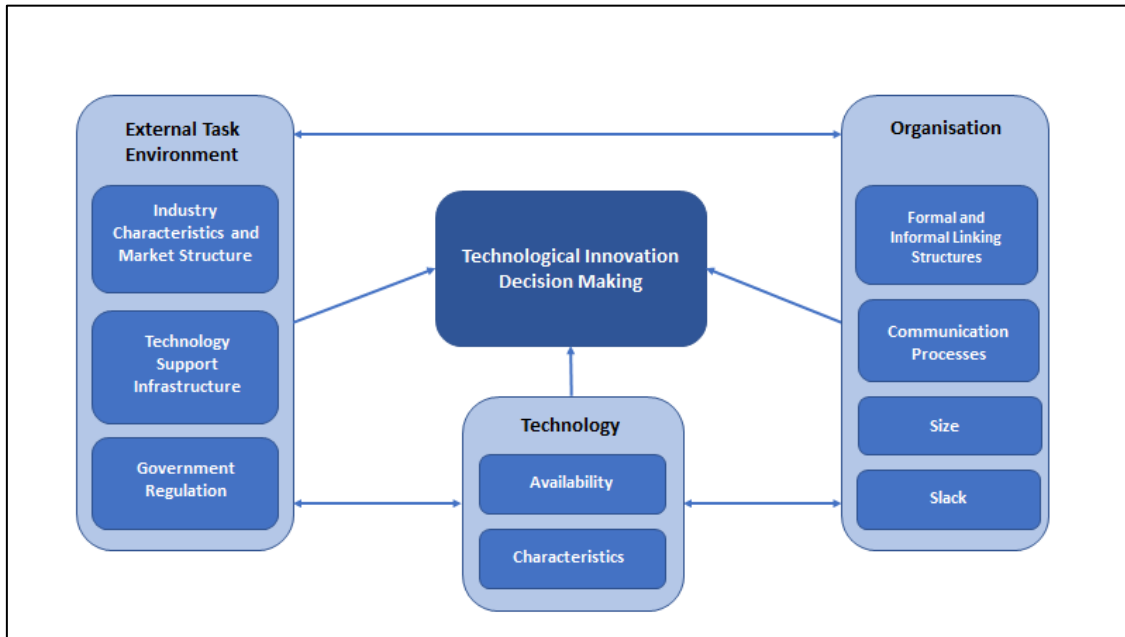 External Task
Environment
Industry
Characteristics and
Market Structure
Technology
Support
Infrastructure
Government
Regulation
Technological Innovation
Decision Making
Technology
Availability
Characteristics
Organisation
Formal and
Informal Linking
Structures
Communication
Processes
Size
Slack